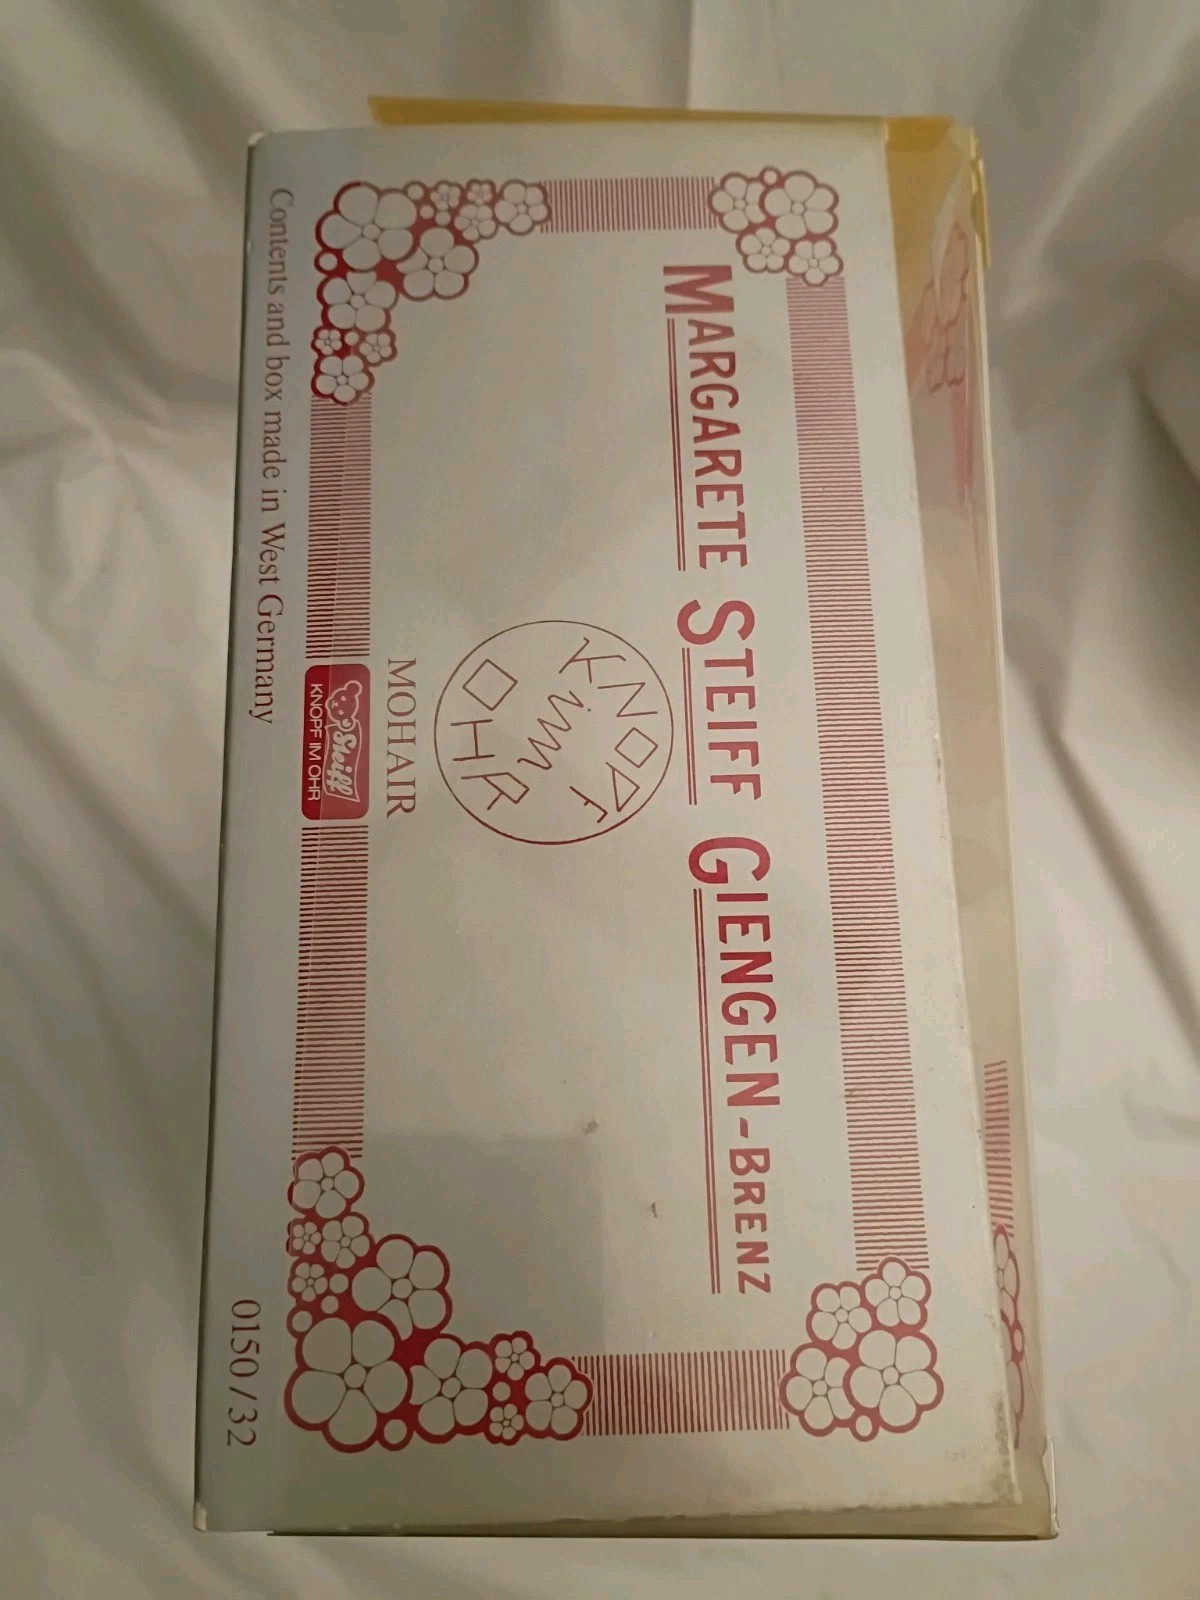 MARGARETE STEIFF GIENGEN-BRENZ
KNOPF
im
OHR
MOHAIR
Steiff
KNOPF IM OHR
Contents and box made in West Germany
0150/32